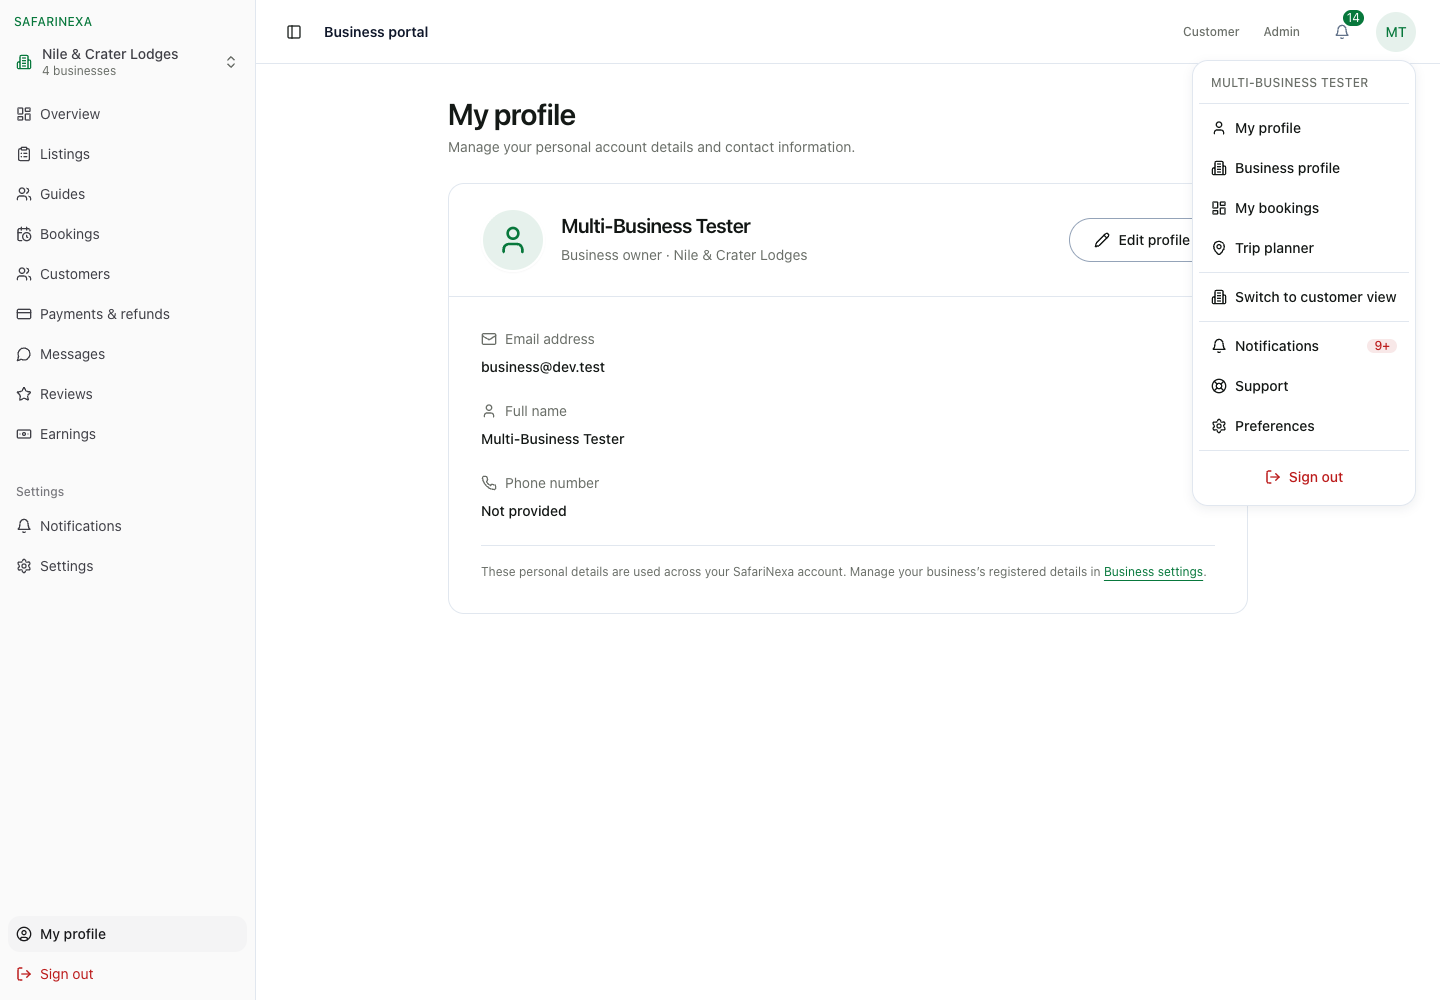 SAFARINEXA
Nile & Crater Lodges
4 businesses
Overview
Listings
Guides
Bookings
Customers
Payments & refunds
Messages
Reviews
Earnings
Settings
Notifications
Settings
My profile
Sign out
Business portal
Customer
Admin
14
MT
My profile
Manage your personal account details and contact information.
Multi-Business Tester
Business owner · Nile & Crater Lodges
Edit profile
Email address
business@dev.test
Full name
Multi-Business Tester
Phone number
Not provided
These personal details are used across your SafariNexa account. Manage your business’s registered details in Business settings.
MULTI-BUSINESS TESTER
My profile
Business profile
My bookings
Trip planner
Switch to customer view
Notifications 9+
Support
Preferences
Sign out